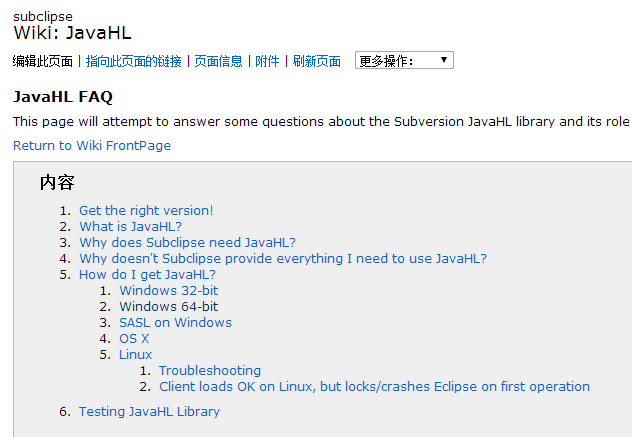 subclipse
Wiki: JavaHL
编辑此页面 | 指向此页面的链接 | 页面信息 | 附件 | 刷新页面 更多操作：
JavaHL FAQ
This page will attempt to answer some questions about the Subversion JavaHL library and its role
Return to Wiki FrontPage
内容
1. Get the right version!
2. What is JavaHL?
3. Why does Subclipse need JavaHL?
4. Why doesn't Subclipse provide everything I need to use JavaHL?
5. How do I get JavaHL?
1. Windows 32-bit
2. Windows 64-bit
3. SASL on Windows
4. OS X
5. Linux
1. Troubleshooting
2. Client loads OK on Linux, but locks/crashes Eclipse on first operation
6. Testing JavaHL Library